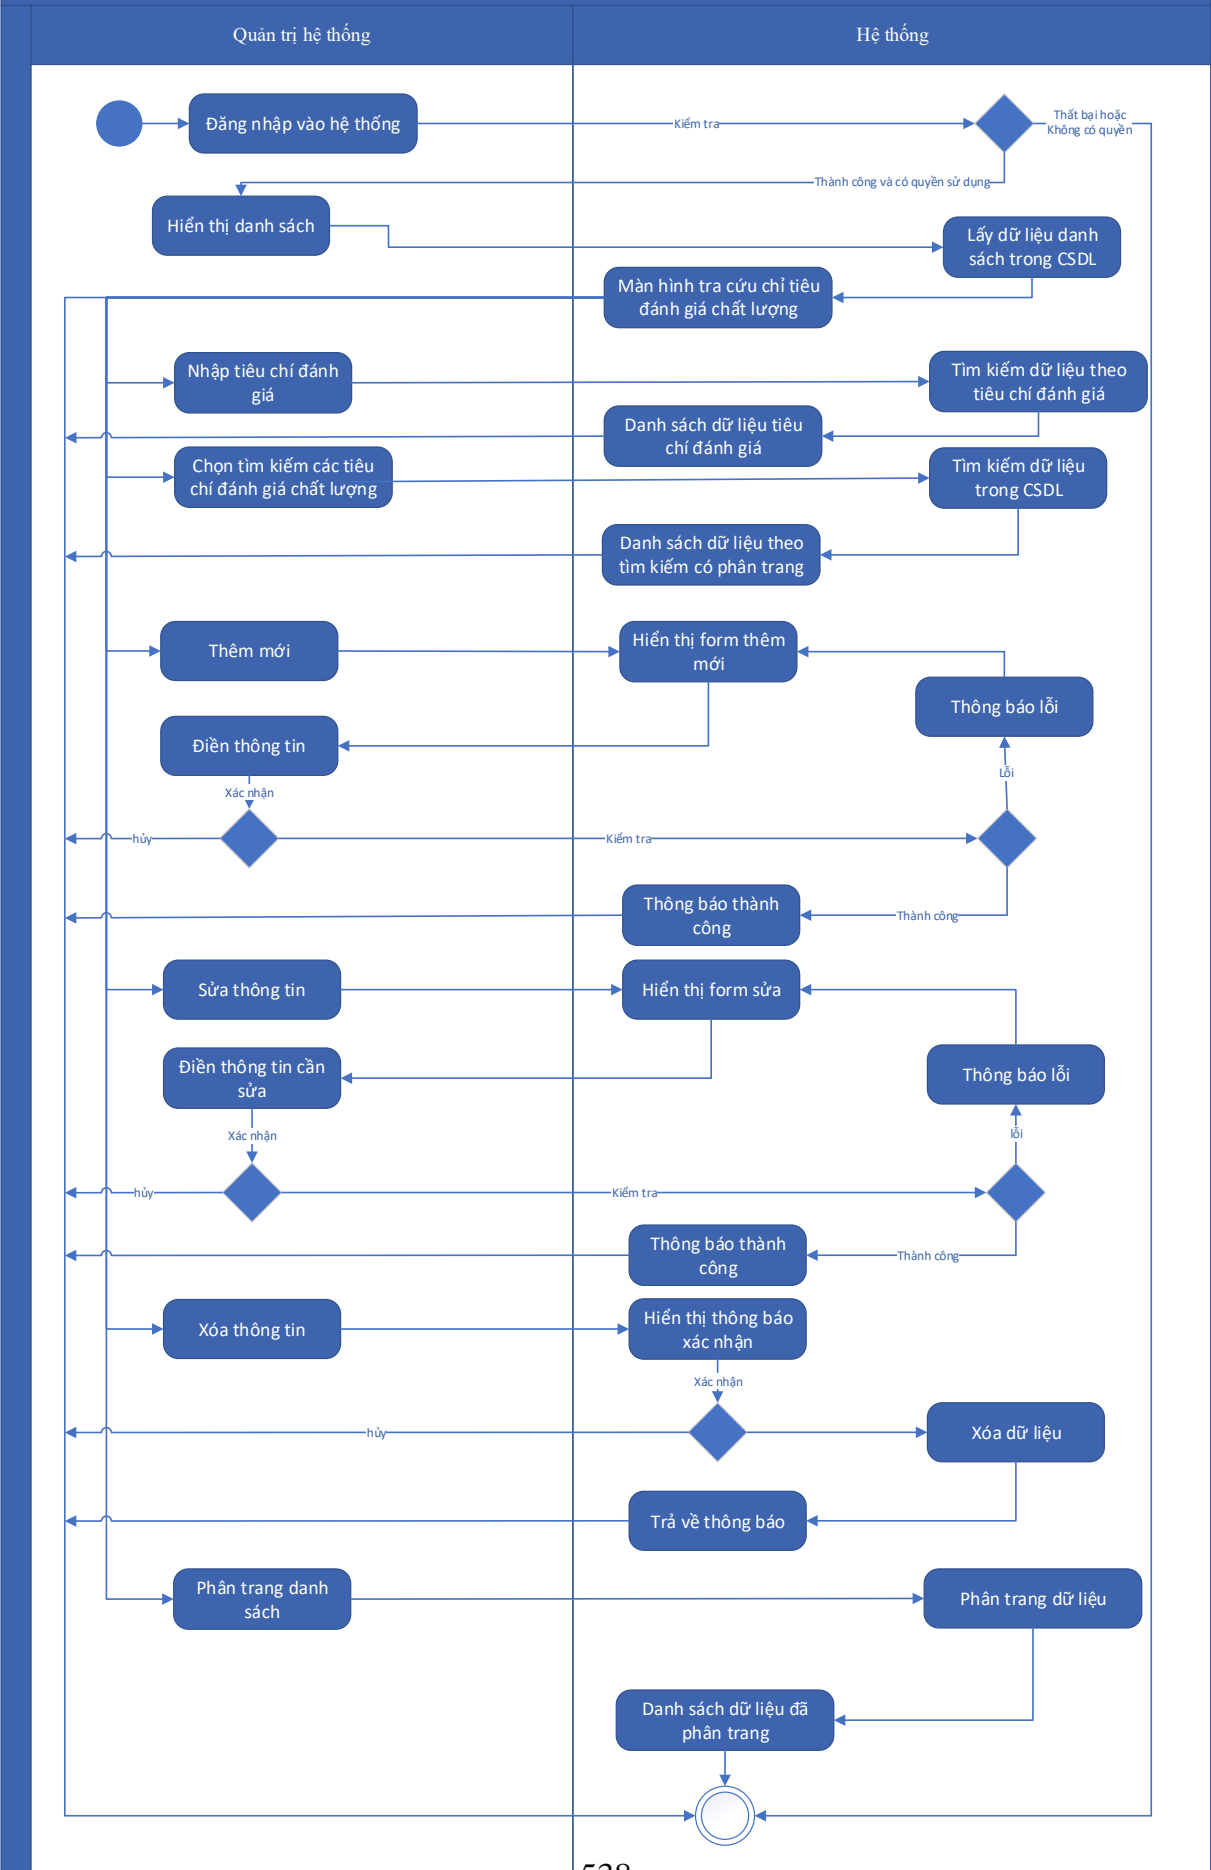 Quản trị hệ thống
Hệ thống
Đăng nhập vào hệ thống
Kiểm tra
Thất bại hoặc
Không có quyền
Thành công và có quyền sử dụng
Hiển thị danh sách
Lấy dữ liệu danh
sách trong CSDL
Màn hình tra cứu chỉ tiêu
đánh giá chất lượng
Nhập tiêu chí đánh
giá
Tìm kiếm dữ liệu theo
tiêu chí đánh giá
Danh sách dữ liệu tiêu
chí đánh giá
Chọn tìm kiếm các tiêu
chí đánh giá chất lượng
Tìm kiếm dữ liệu
trong CSDL
Danh sách dữ liệu theo
tìm kiếm có phân trang
Thêm mới
Hiển thị form thêm
mới
Thông báo lỗi
Điền thông tin
Lỗi
Xác nhận
hủy
Kiểm tra
Thông báo thành
công
Thành công
Sửa thông tin
Hiển thị form sửa
Điền thông tin cần
sửa
Thông báo lỗi
Xác nhận
lỗi
hủy
Kiểm tra
Thông báo thành
công
Thành công
Xóa thông tin
Hiển thị thông báo
xác nhận
Xác nhận
hủy
Xóa dữ liệu
Trả về thông báo
Phân trang danh
sách
Phân trang dữ liệu
Danh sách dữ liệu đã
phân trang